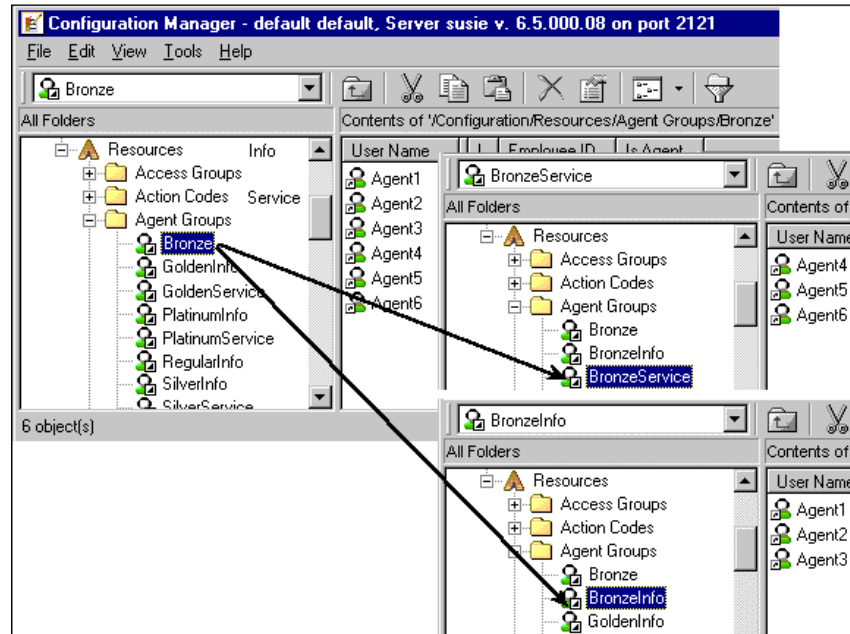 Configuration Manager - default default, Server susie v. 6.5.000.08 on port 2121
File Edit View Tools Help
Bronze
All Folders
Contents of '/Configuration/Resources/Agent Groups/Bronze'
Resources Info
Access Groups
Action Codes Service
Agent Groups
Bronze
GoldenInfo
GoldenService
PlatinumInfo
PlatinumService
RegularInfo
SilverInfo
SilverService
User Name Employee ID Is Agent
Agent1
Agent2
Agent3
Agent4
Agent5
Agent6
6 object(s)
BronzeService
All Folders
Contents of
Resources
Access Groups
Action Codes
Agent Groups
Bronze
BronzeInfo
BronzeService
User Name
Agent4
Agent5
Agent6
BronzeInfo
All Folders
Contents of
Resources
Access Groups
Action Codes
Agent Groups
Bronze
BronzeInfo
GoldenInfo
User Name
Agent1
Agent2
Agent3